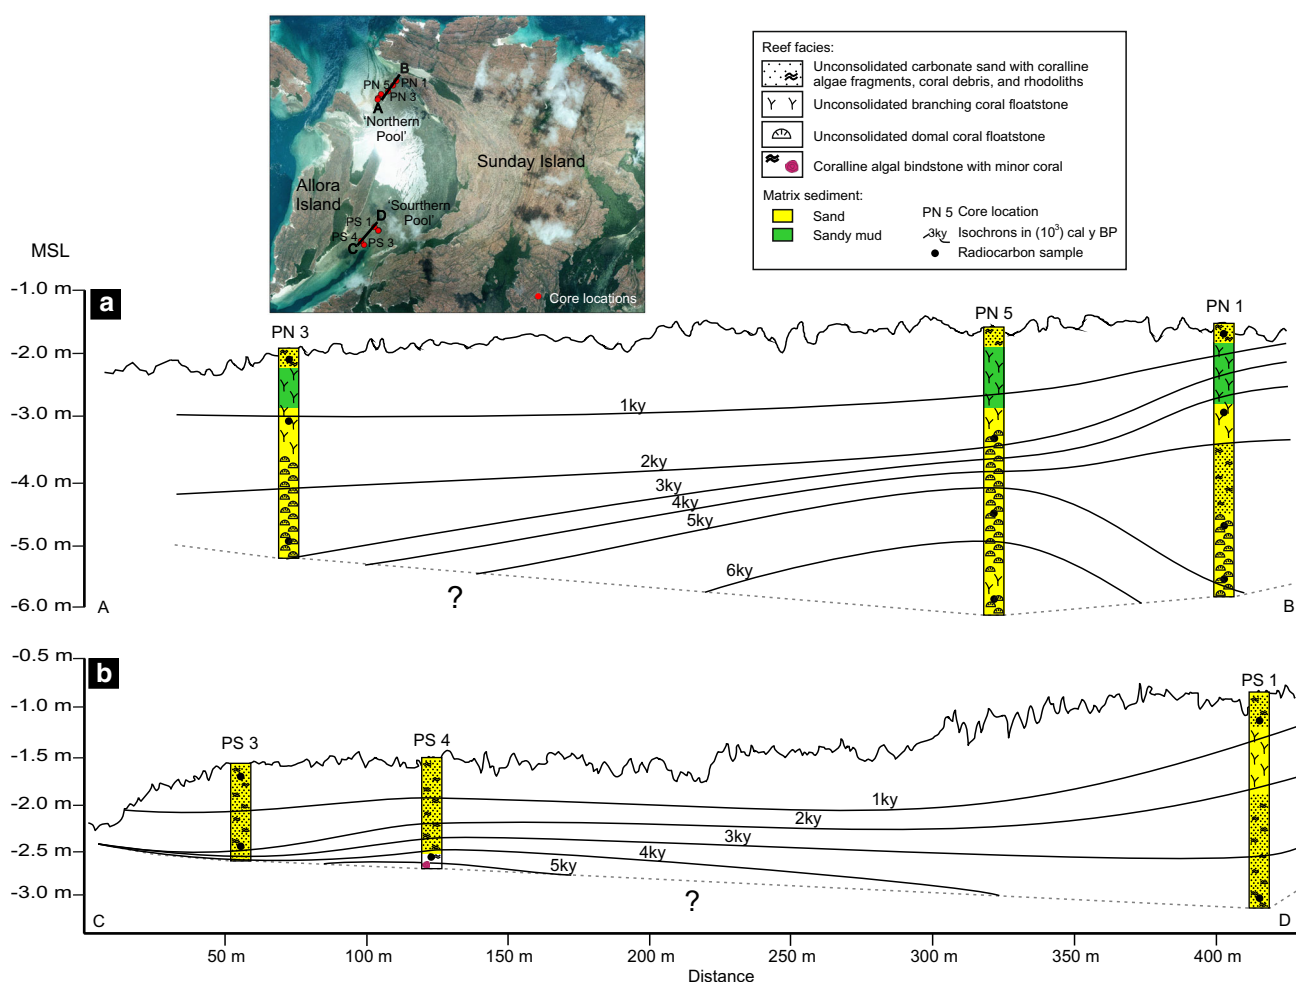 B
PN 5
PN 1
PN 3
A
'Northern
Pool'
Sunday Island
Allora
Island
'Sourthern
Pool'
D
PS 1
PS 4
PS 3
C
Core locations
Reef facies:
Unconsolidated carbonate sand with coralline
algae fragments, coral debris, and rhodoliths
Unconsolidated branching coral floatstone
Unconsolidated domal coral floatstone
Coralline algal bindstone with minor coral
Matrix sediment:
Sand
Sandy mud
PN 5 Core location
3ky Isochrons in (10³) cal y BP
Radiocarbon sample
MSL
a
-1.0 m
-2.0 m
-3.0 m
-4.0 m
-5.0 m
-6.0 m
PN 3
PN 5
PN 1
1ky
2ky
3ky
4ky
5ky
6ky
?
A
B
b
-0.5 m
-1.0 m
-1.5 m
-2.0 m
-2.5 m
-3.0 m
PS 3
PS 4
PS 1
1ky
2ky
3ky
4ky
5ky
?
C
D
50 m
100 m
150 m
200 m
250 m
300 m
350 m
400 m
Distance